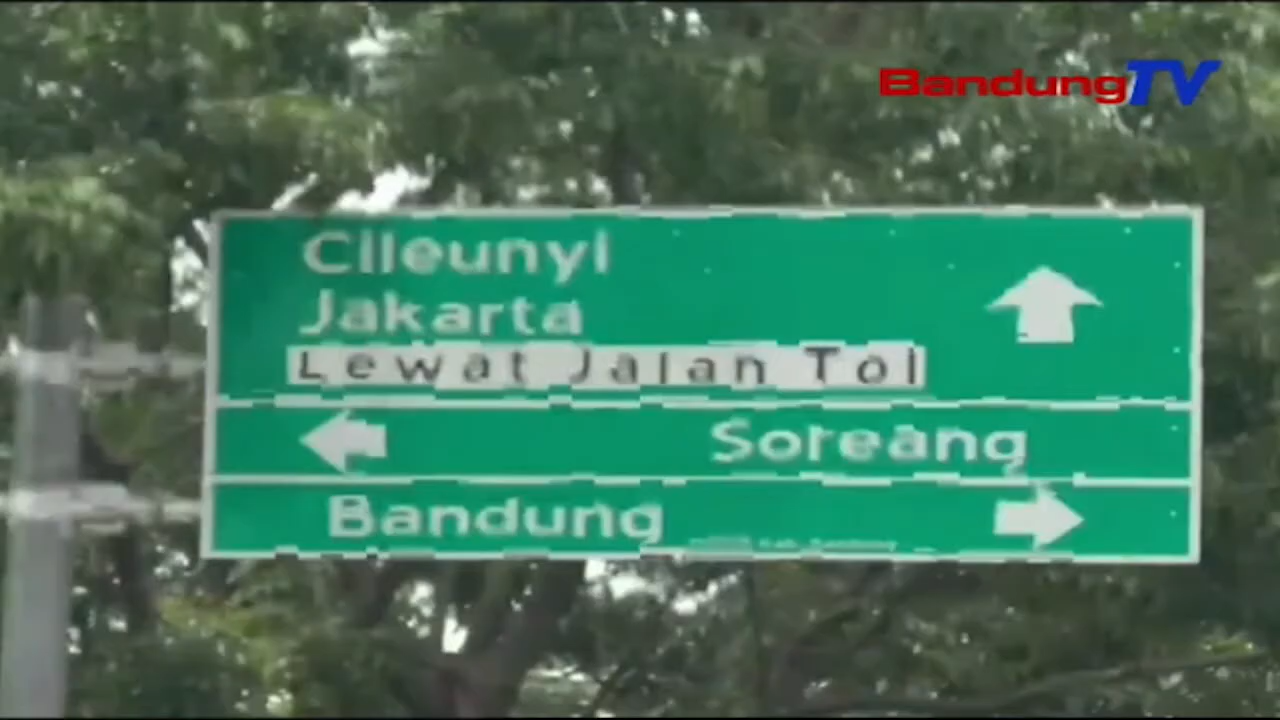 BandungTV
Cileunyi
Jakarta
Lewat Jalan Tol
Soreang
Bandung